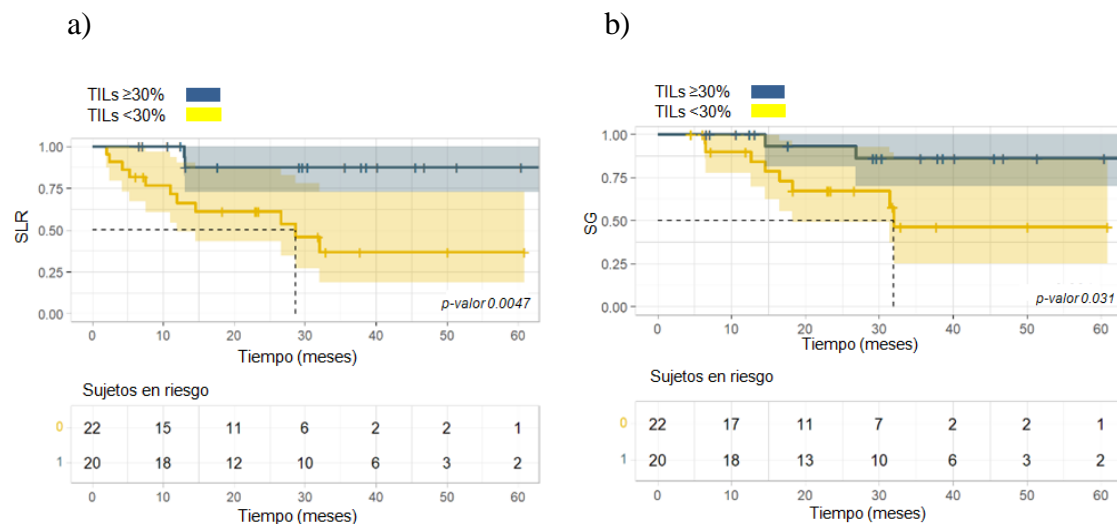 a)
TILs ≥30%
TILs <30%
SLR
1.00
0.75
0.50
0.25
0.00
p-valor 0.0047
0 10 20 30 40 50 60
Tiempo (meses)
Sujetos en riesgo
0 22 15 11 6 2 2 1
1 20 18 12 10 6 3 2
0 10 20 30 40 50 60
Tiempo (meses)
b)
TILs ≥30%
TILs <30%
SG
1.00
0.75
0.50
0.25
0.00
p-valor 0.031
0 10 20 30 40 50 60
Tiempo (meses)
Sujetos en riesgo
0 22 17 11 7 2 2 1
1 20 18 13 10 6 3 2
0 10 20 30 40 50 60
Tiempo (meses)